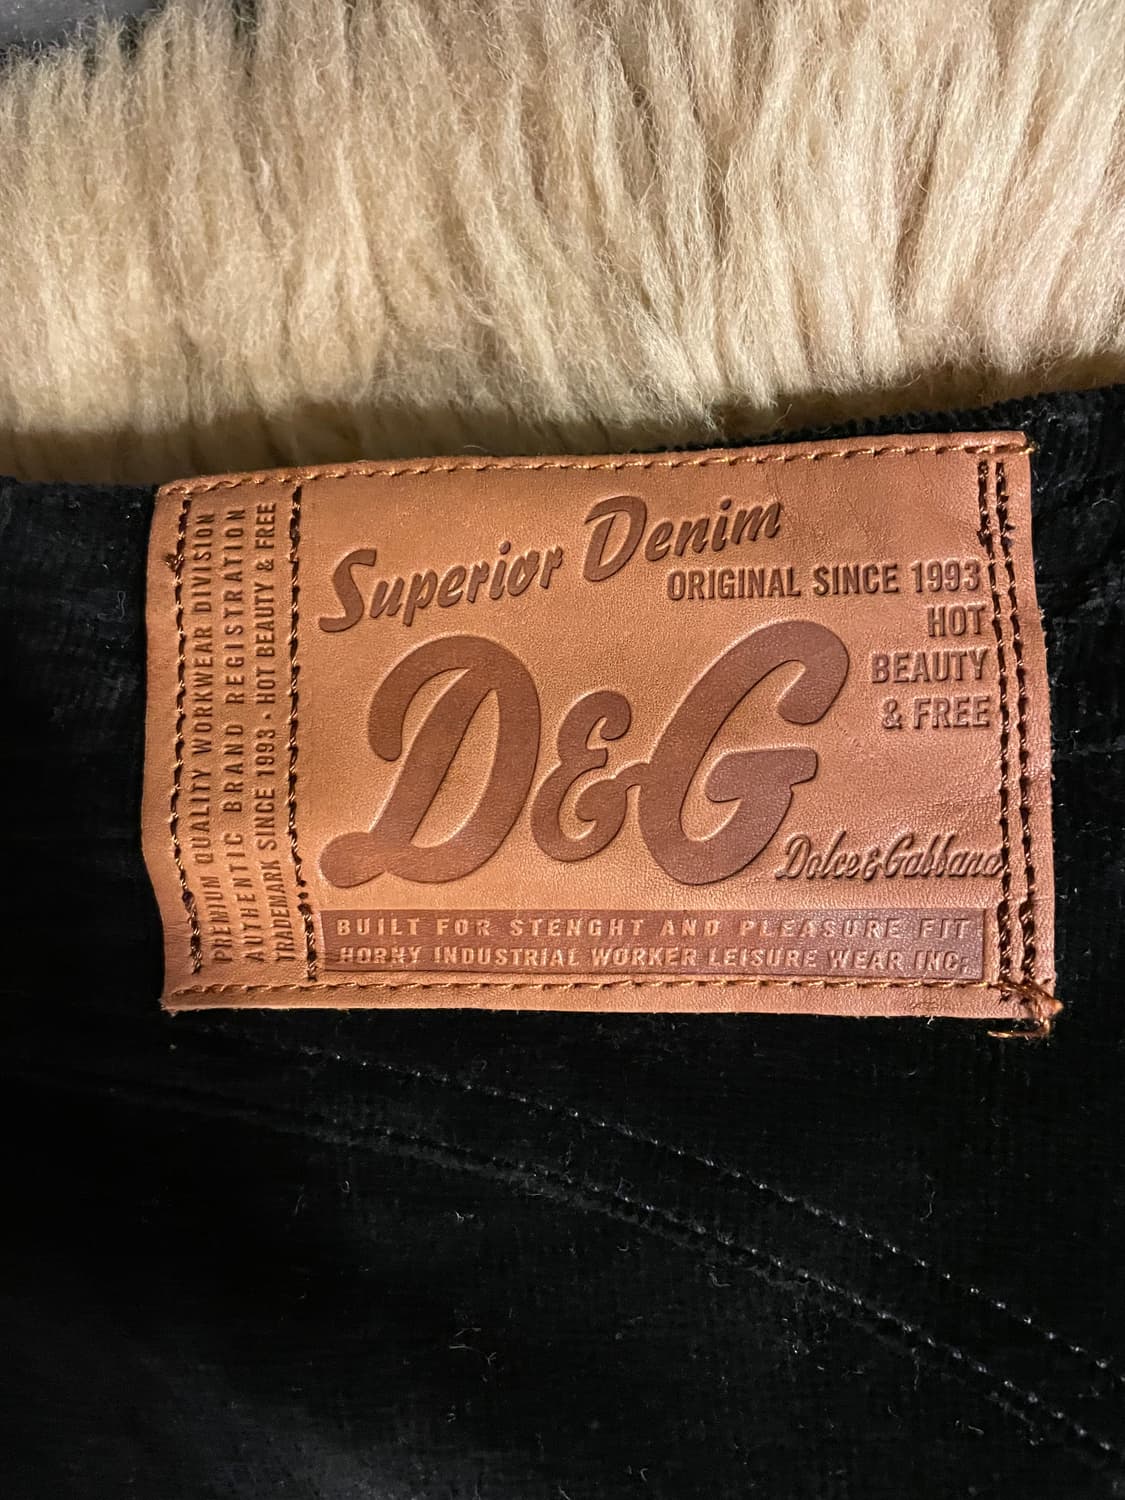 PREMIUM QUALITY WORKWEAR DIVISION
AUTHENTIC BRAND REGISTRATION
TRADEMARK SINCE 1993 · HOT BEAUTY & FREE
Superior Denim
ORIGINAL SINCE 1993
HOT
BEAUTY
& FREE
D&G
Dolce&Gabbana
BUILT FOR STENGHT AND PLEASURE FIT
HORNY INDUSTRIAL WORKER LEISURE WEAR INC.